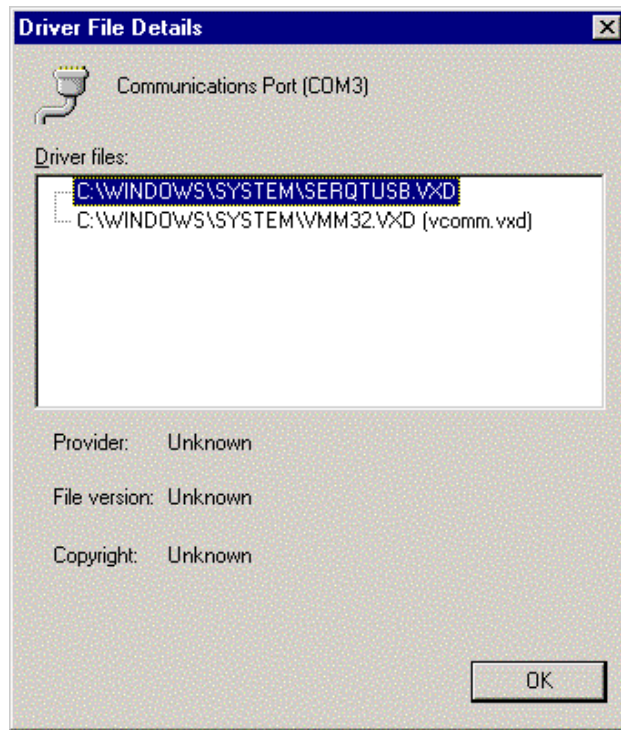 Driver File Details
Communications Port (COM3)
Driver files:
C:\WINDOWS\SYSTEM\SERQTUSB.VXD
C:\WINDOWS\SYSTEM\VMM32.VXD (vcomm.vxd)
Provider: Unknown
File version: Unknown
Copyright: Unknown
OK